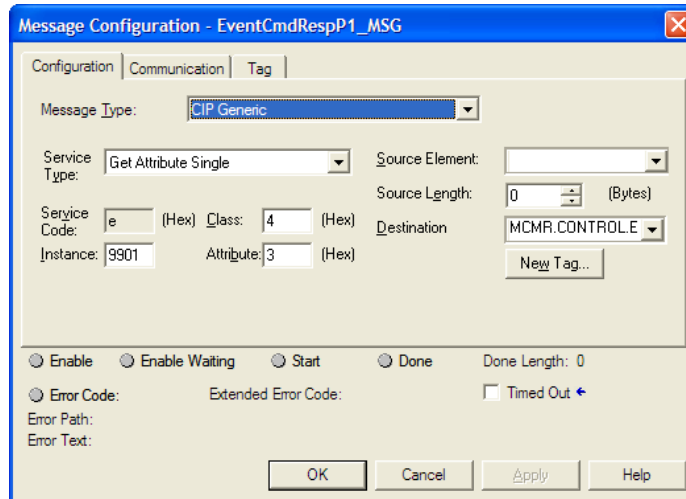 Message Configuration - EventCmdRespP1_MSG
Configuration Communication Tag
Message Type: CIP Generic
Service Type: Get Attribute Single
Source Element:
Source Length: 0 (Bytes)
Service Code: e (Hex) Class: 4 (Hex)
Destination MCMR.CONTROL.E
Instance: 9901 Attribute: 3 (Hex)
New Tag...
Enable Enable Waiting Start Done Done Length: 0
Error Code: Extended Error Code: Timed Out
Error Path:
Error Text:
OK Cancel Apply Help